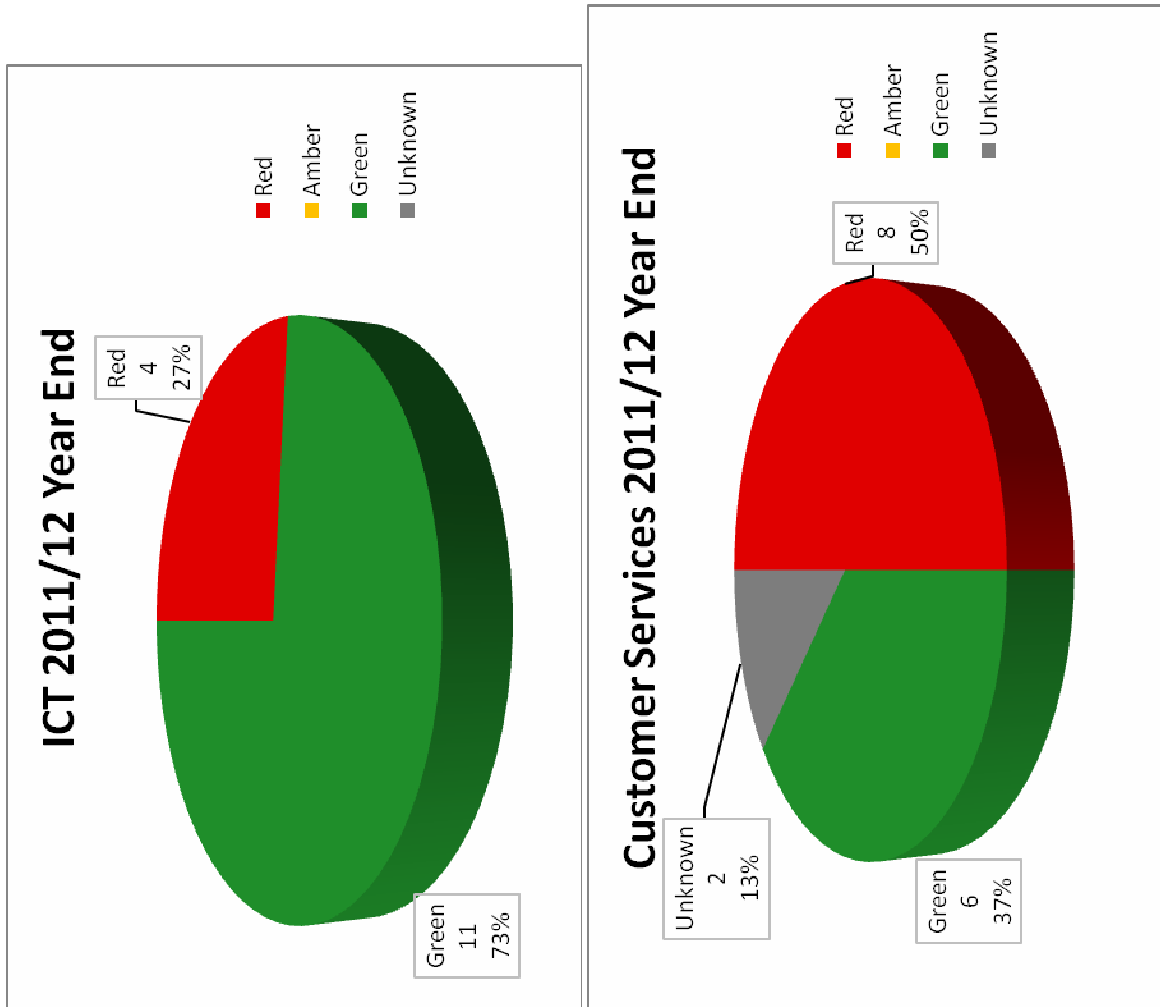 ICT 2011/12 Year End
Red
4
27%
Green
11
73%
Red
Amber
Green
Unknown
Customer Services 2011/12 Year End
Unknown
2
13%
Red
8
50%
Green
6
37%
Red
Amber
Green
Unknown